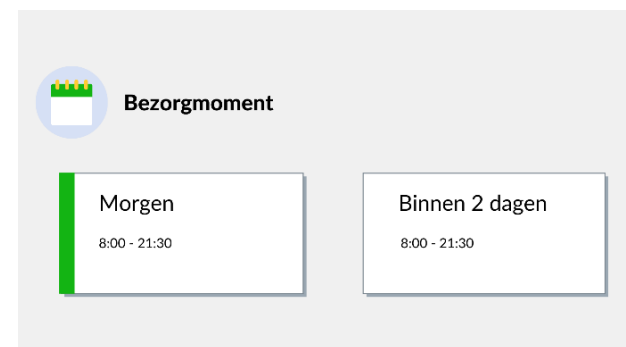 Bezorgmoment
Morgen
8:00 - 21:30
Binnen 2 dagen
8:00 - 21:30